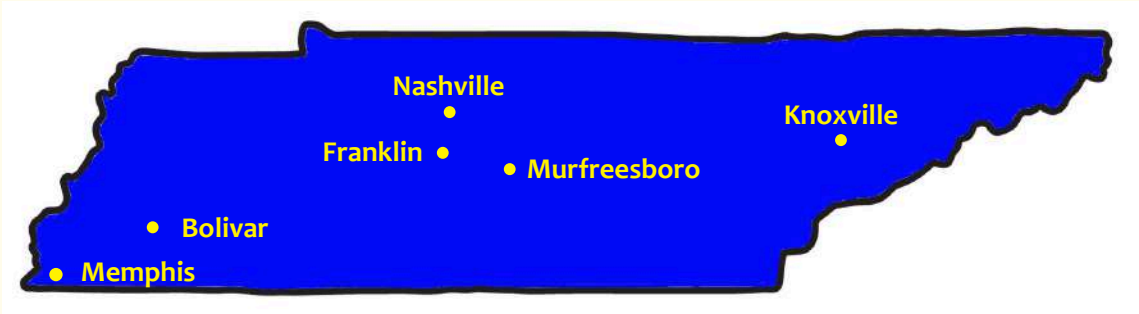 Nashville
Knoxville
Franklin
Murfreesboro
Bolivar
Memphis